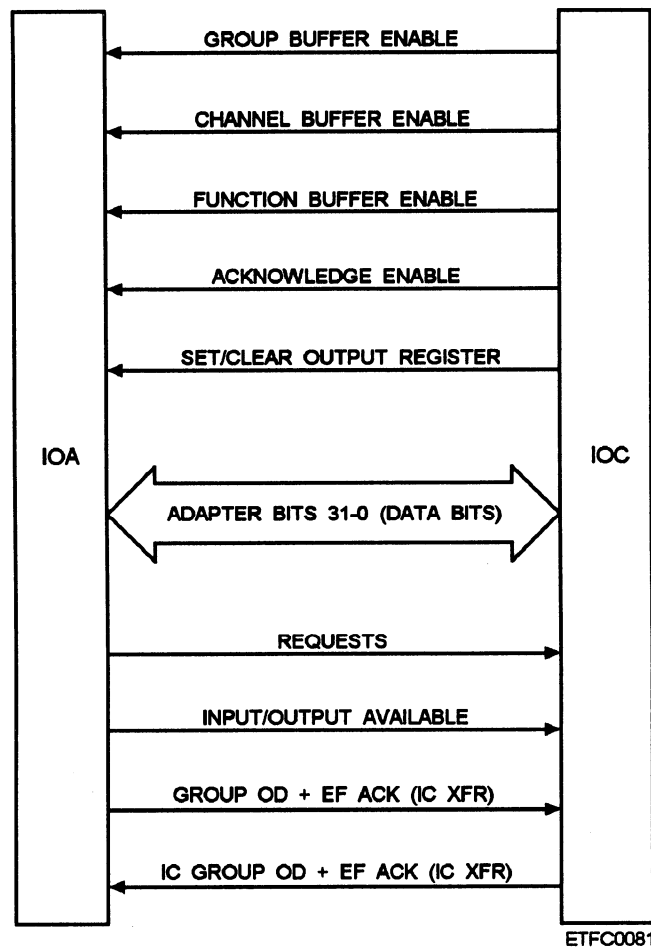 GROUP BUFFER ENABLE
CHANNEL BUFFER ENABLE
FUNCTION BUFFER ENABLE
ACKNOWLEDGE ENABLE
SET/CLEAR OUTPUT REGISTER
IOA
IOC
ADAPTER BITS 31-0 (DATA BITS)
REQUESTS
INPUT/OUTPUT AVAILABLE
GROUP OD + EF ACK (IC XFR)
IC GROUP OD + EF ACK (IC XFR)
ETFC0081